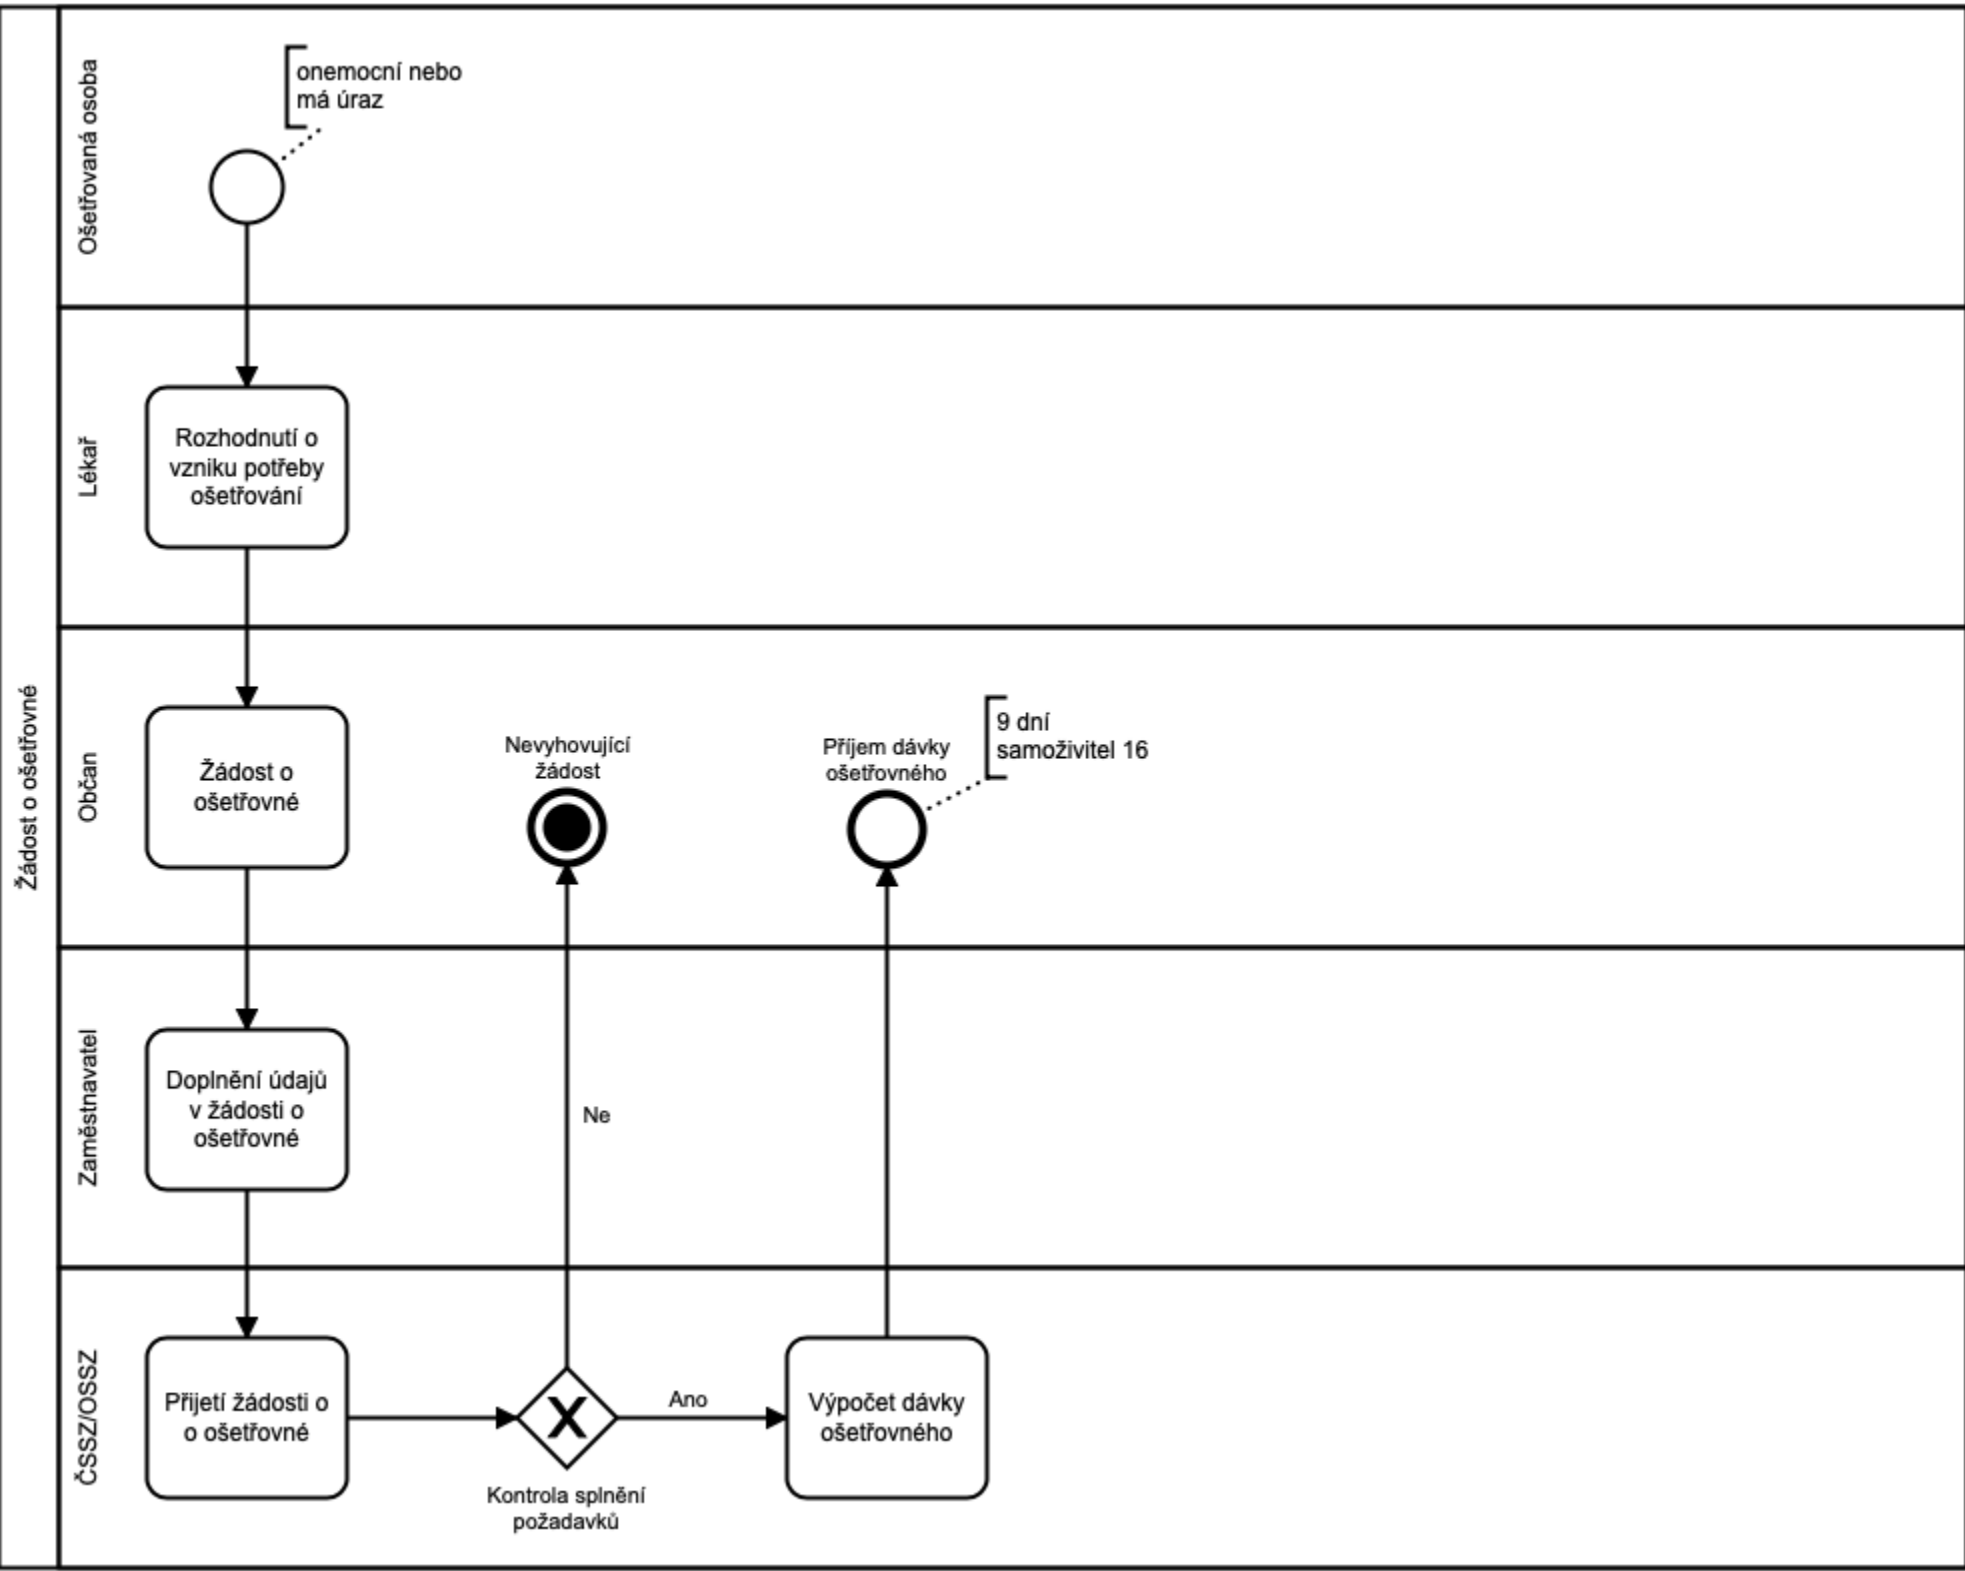 Žádost o ošetřovné
Ošetřovaná osoba
onemocní nebo
má úraz
Lékař
Rozhodnutí o
vzniku potřeby
ošetřování
Občan
Žádost o
ošetřovné
Nevyhovující
žádost
Příjem dávky
ošetřovného
9 dní
samoživitel 16
Zaměstnavatel
Doplnění údajů
v žádosti o
ošetřovné
Ne
ČSSZ/OSSZ
Přijetí žádosti o
o ošetřovné
X
Kontrola splnění
požadavků
Ano
Výpočet dávky
ošetřovného